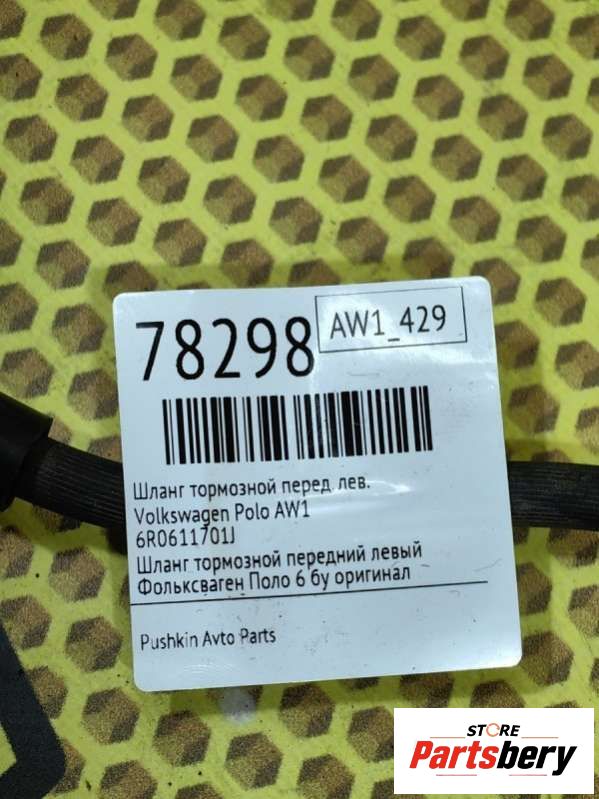 78298
AW1_429
Шланг тормозной перед. лев.
Volkswagen Polo AW1
6R0611701J
Шланг тормозной передний левый
Фольксваген Поло 6 бу оригинал
Pushkin Avto Parts
STORE
Partsbery